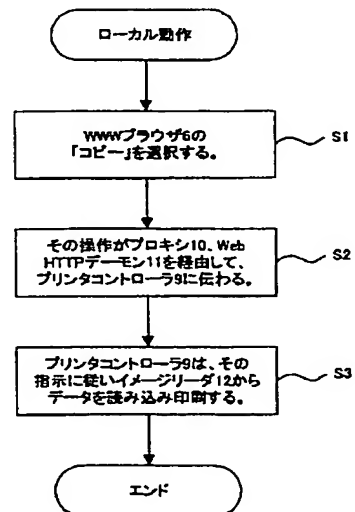 ローカル動作
WWWブラウザ6の
「コピー」を選択する。
S1
その操作がプロキシ10、Web
HTTPデーモン11を経由して、
プリンタコントローラ9に伝わる。
S2
プリンタコントローラ9は、その
指示に従いイメージリーダ12から
データを読み込み印刷する。
S3
エンド